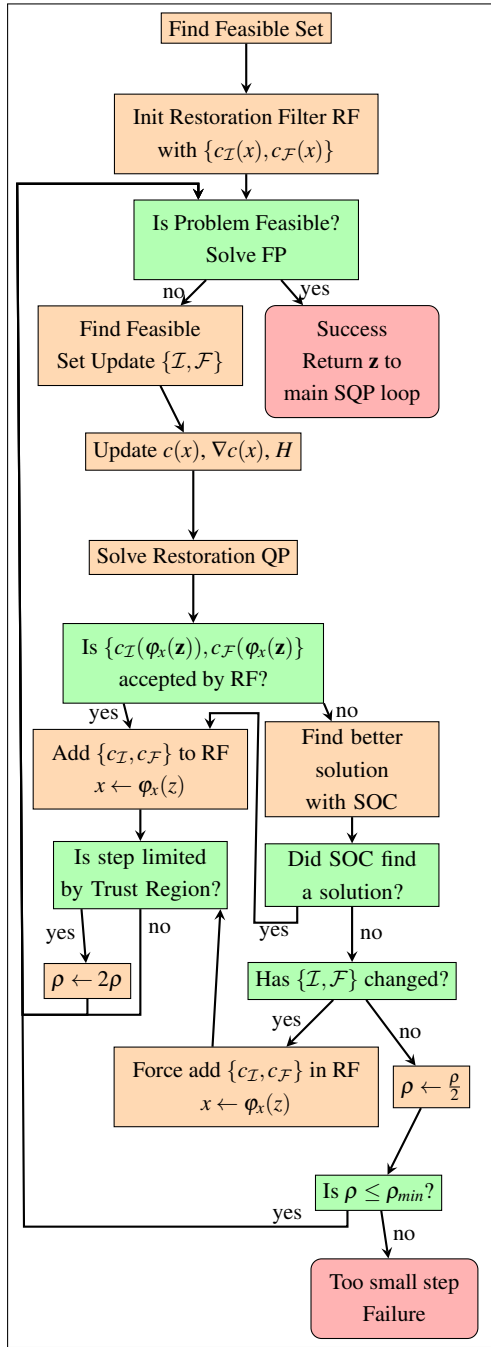 Find Feasible Set
Init Restoration Filter RF
with {c_ℐ(x), c_ℱ(x)}
Is Problem Feasible?
Solve FP
no
yes
Find Feasible
Set Update {ℐ, ℱ}
Success
Return z to
main SQP loop
Update c(x), ∇c(x), H
Solve Restoration QP
Is {c_ℐ(φ_x(z)), c_ℱ(φ_x(z)}
accepted by RF?
yes
no
Add {c_ℐ, c_ℱ} to RF
x ← φ_x(z)
Find better
solution
with SOC
Is step limited
by Trust Region?
Did SOC find
a solution?
yes
no
yes
no
ρ ← 2ρ
Has {ℐ, ℱ} changed?
yes
no
Force add {c_ℐ, c_ℱ} in RF
x ← φ_x(z)
ρ ← ρ/2
Is ρ ≤ ρ_min?
yes
no
Too small step
Failure